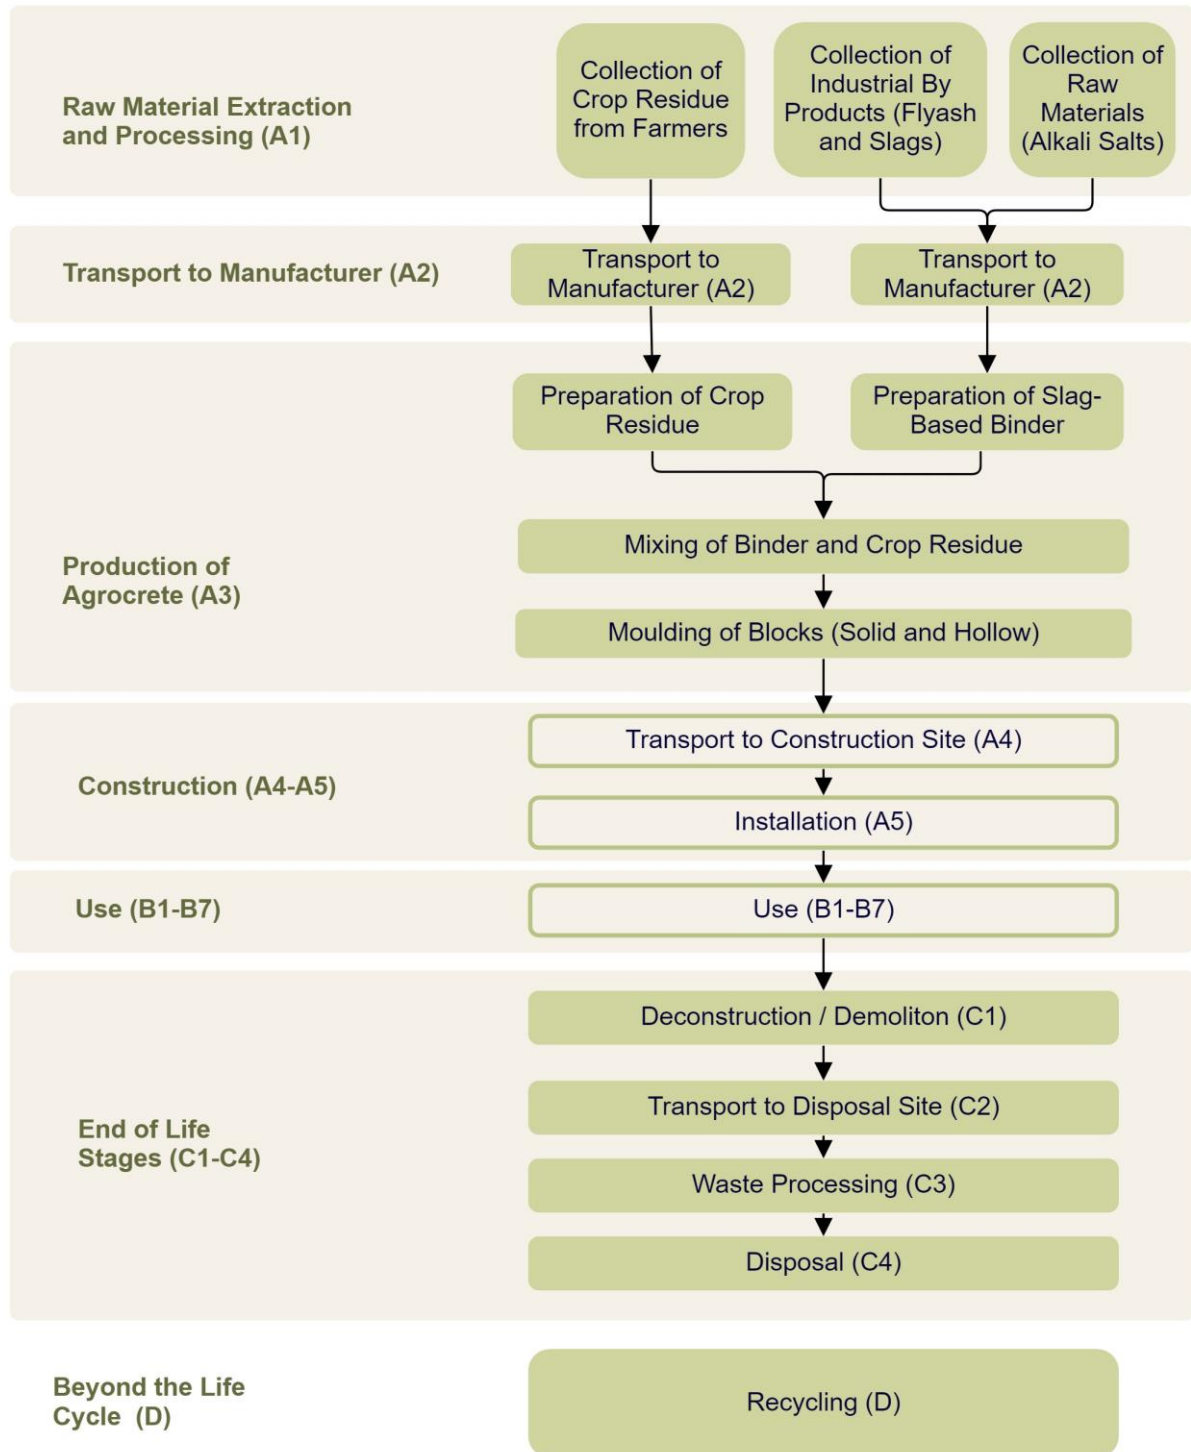 Raw Material Extraction
and Processing (A1)
Collection of
Crop Residue
from Farmers
Collection of
Industrial By
Products (Flyash
and Slags)
Collection of
Raw
Materials
(Alkali Salts)
Transport to Manufacturer (A2)
Transport to
Manufacturer (A2)
Transport to
Manufacturer (A2)
Production of
Agrocrete (A3)
Preparation of Crop
Residue
Preparation of Slag-
Based Binder
Mixing of Binder and Crop Residue
Moulding of Blocks (Solid and Hollow)
Construction (A4-A5)
Transport to Construction Site (A4)
Installation (A5)
Use (B1-B7)
Use (B1-B7)
End of Life
Stages (C1-C4)
Deconstruction / Demoliton (C1)
Transport to Disposal Site (C2)
Waste Processing (C3)
Disposal (C4)
Beyond the Life
Cycle (D)
Recycling (D)